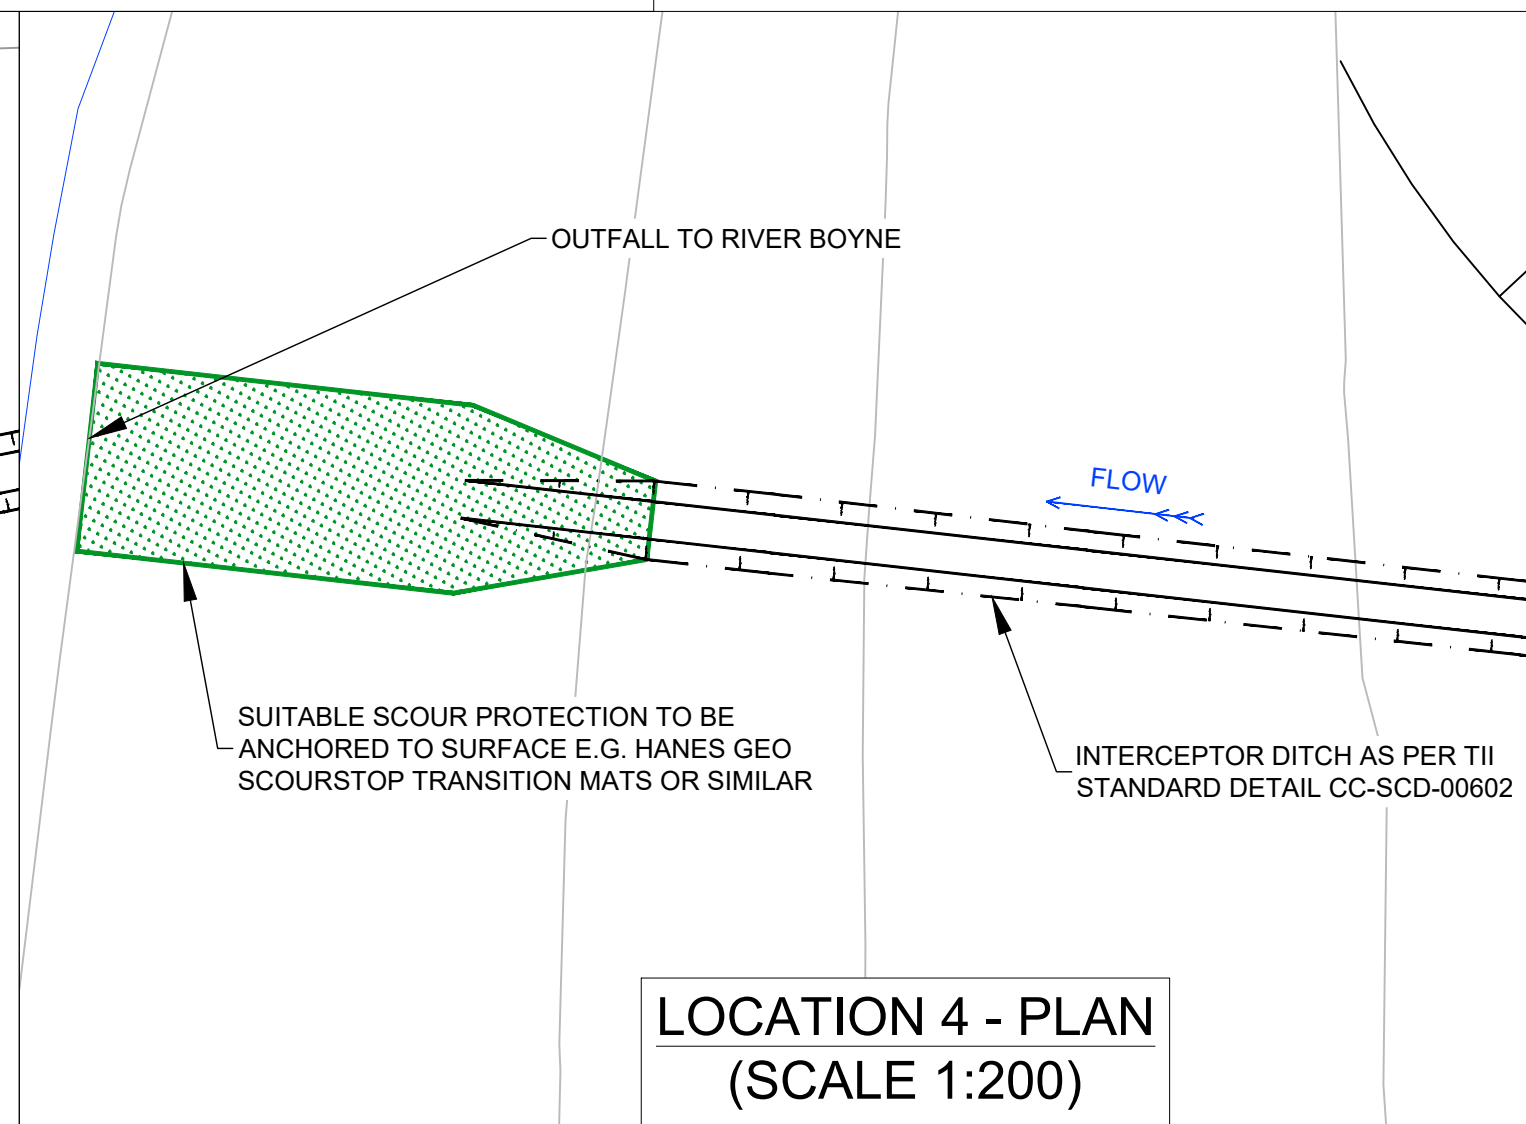 OUTFALL TO RIVER BOYNE
FLOW
SUITABLE SCOUR PROTECTION TO BE
ANCHORED TO SURFACE E.G. HANES GEO
SCOURSTOP TRANSITION MATS OR SIMILAR
INTERCEPTOR DITCH AS PER TII
STANDARD DETAIL CC-SCD-00602
LOCATION 4 - PLAN
(SCALE 1:200)